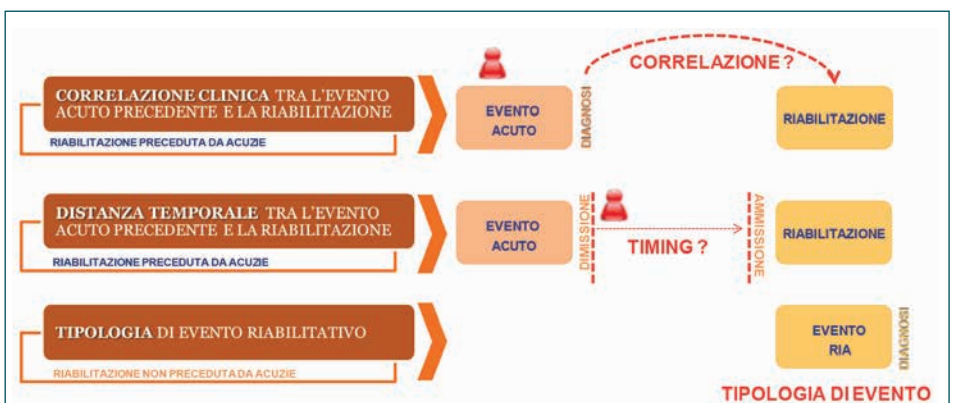 CORRELAZIONE CLINICA TRA L'EVENTO
ACUTO PRECEDENTE E LA RIABILITAZIONE
RIABILITAZIONE PRECEDUTA DA ACUZIE
EVENTO
ACUTO
DIAGNOSI
CORRELAZIONE ?
RIABILITAZIONE
DISTANZA TEMPORALE TRA L'EVENTO
ACUTO PRECEDENTE E LA RIABILITAZIONE
RIABILITAZIONE PRECEDUTA DA ACUZIE
EVENTO
ACUTO
DIMISSIONE
TIMING ?
AMMISSIONE
RIABILITAZIONE
TIPOLOGIA DI EVENTO RIABILITATIVO
RIABILITAZIONE NON PRECEDUTA DA ACUZIE
EVENTO
RIA
DIAGNOSI
TIPOLOGIA DI EVENTO